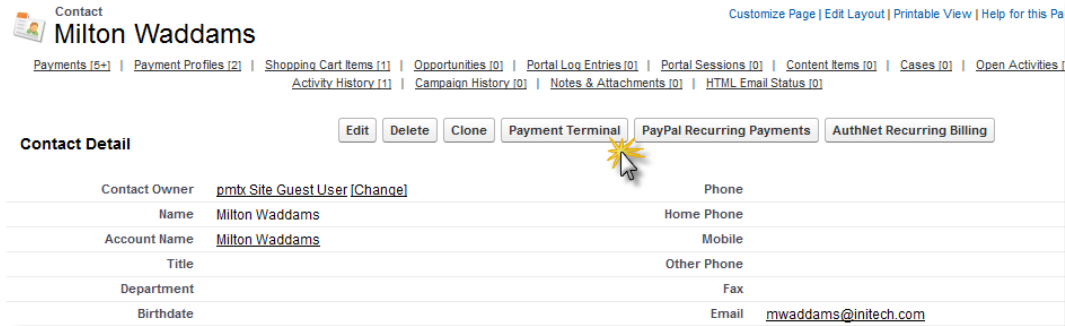 Contact
Milton Waddams
Customize Page | Edit Layout | Printable View | Help for this Pa
Payments [5+] | Payment Profiles [2] | Shopping Cart Items [1] | Opportunities [0] | Portal Log Entries [0] | Portal Sessions [0] | Content Items [0] | Cases [0] | Open Activities [
Activity History [1] | Campaign History [0] | Notes & Attachments [0] | HTML Email Status [0]
Contact Detail
Edit Delete Clone Payment Terminal PayPal Recurring Payments AuthNet Recurring Billing
Contact Owner pmtx Site Guest User [Change] Phone
Name Milton Waddams Home Phone
Account Name Milton Waddams Mobile
Title Other Phone
Department Fax
Birthdate Email mwaddams@initech.com